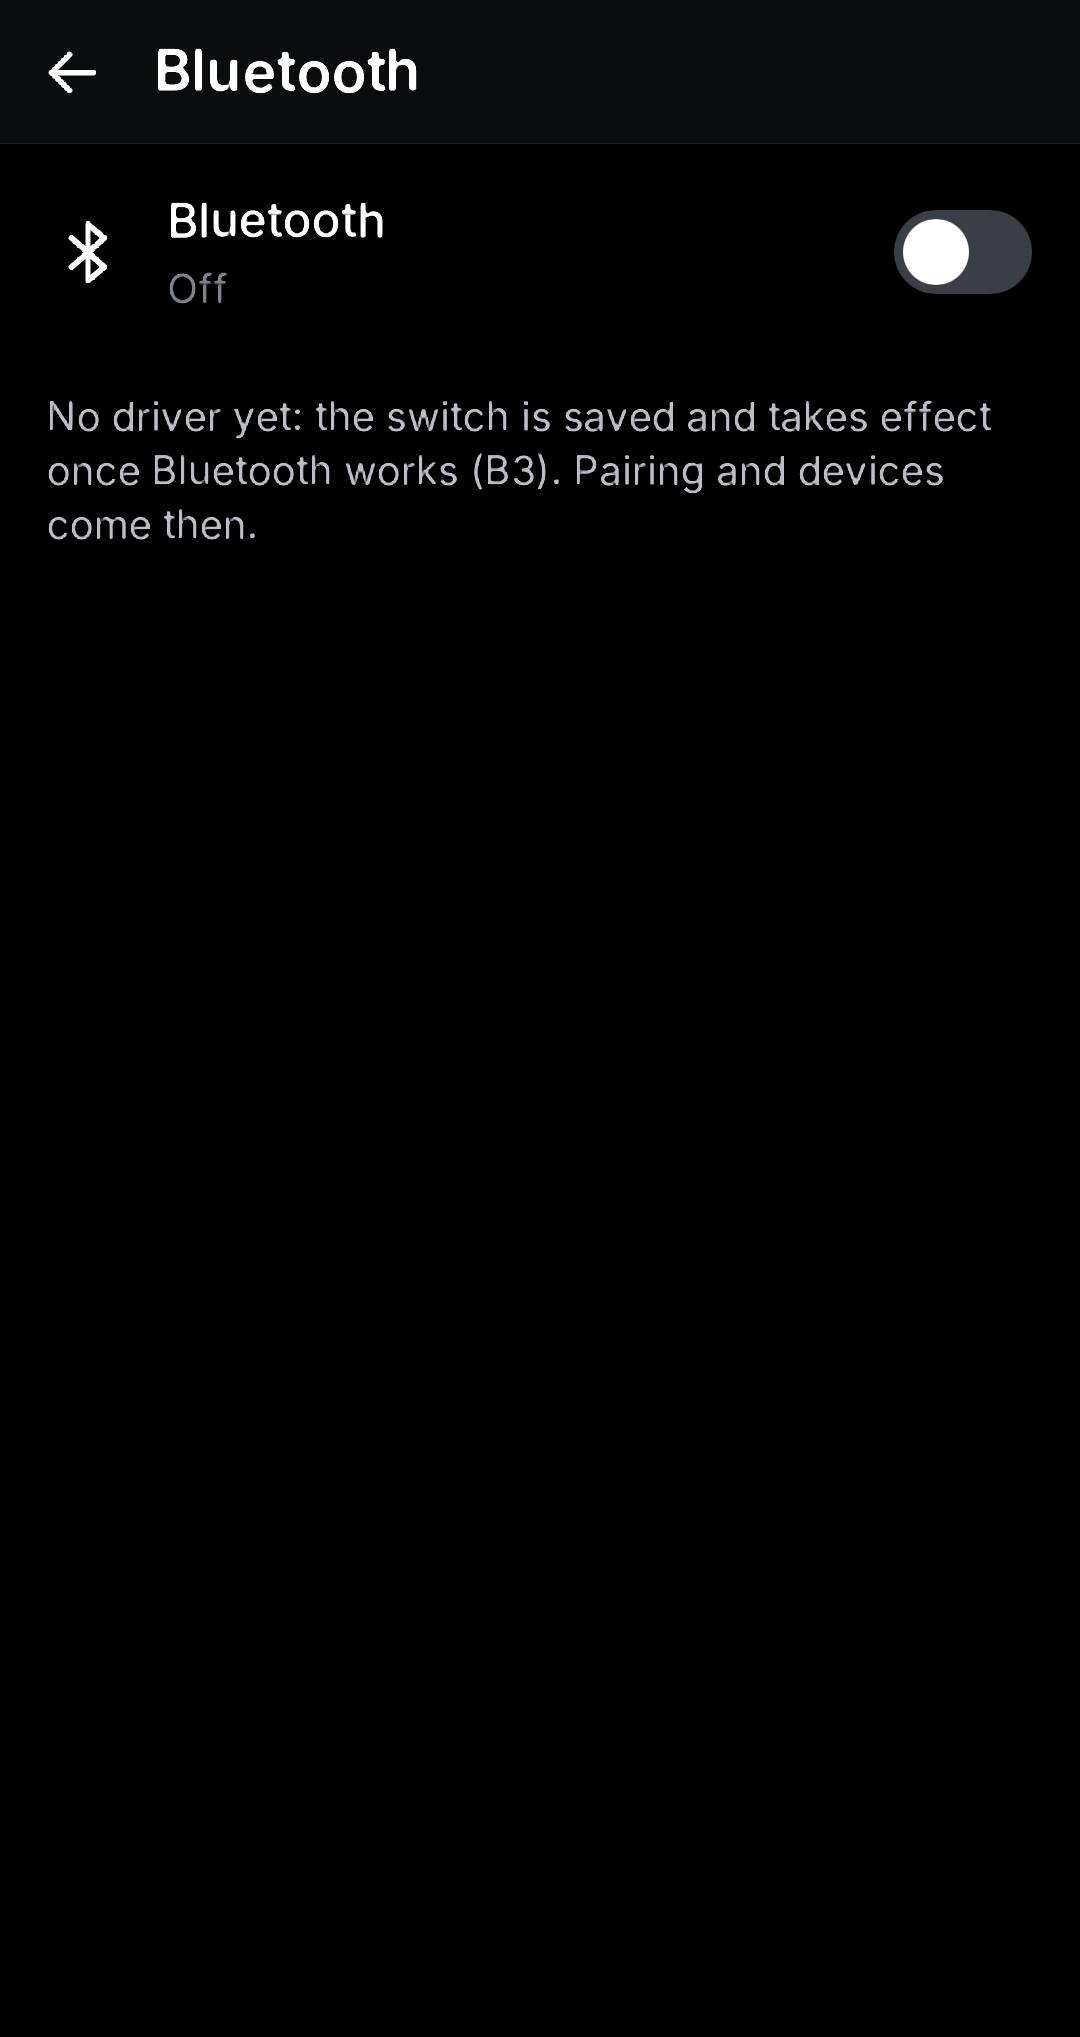 Bluetooth
Bluetooth
Off
No driver yet: the switch is saved and takes effect
once Bluetooth works (B3). Pairing and devices
come then.